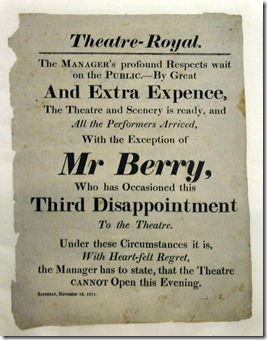 Theatre-Royal.
The MANAGER's profound Respects wait
on the PUBLIC.—By Great
And Extra Expence,
The Theatre and Scenery is ready, and
All the Performers Arrived,
With the Exception of
Mr Berry,
Who has Occasioned this
Third Disappointment
To the Theatre.
Under these Circumstances it is,
With Heart-felt Regret,
the Manager has to state, that the Theatre
CANNOT Open this Evening.
SATURDAY, November 1811.